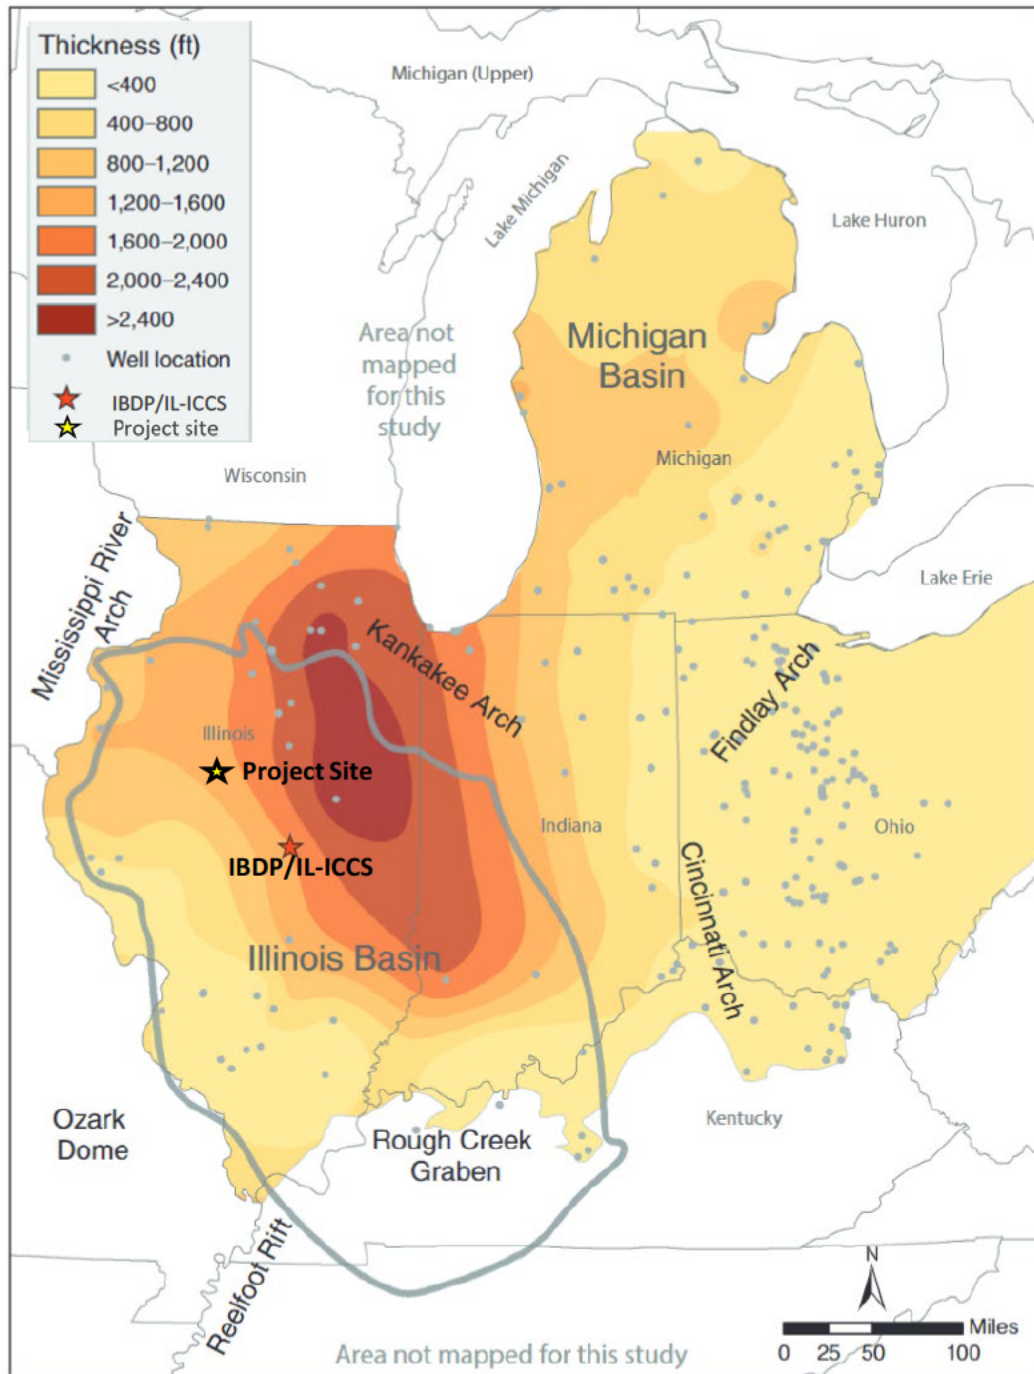 Thickness (ft)
<400
400–800
800–1,200
1,200–1,600
1,600–2,000
2,000–2,400
>2,400
Well location
IBDP/IL-ICCS
Project site
Michigan (Upper)
Lake Michigan
Lake Huron
Area not
mapped
for this
study
Michigan
Basin
Michigan
Wisconsin
Mississippi River
Arch
Lake Erie
Kankakee Arch
Findlay Arch
Illinois
Project Site
Indiana
Ohio
IBDP/IL-ICCS
Cincinnati Arch
Illinois Basin
Ozark
Dome
Rough Creek
Graben
Kentucky
Reelfoot Rift
N
Miles
0 25 50 100
Area not mapped for this study